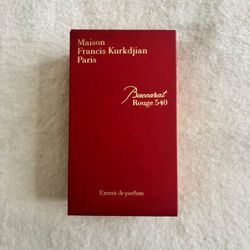 Maison
Francis Kurkdjian
Paris
Baccarat
Rouge 540
Extrait de parfum